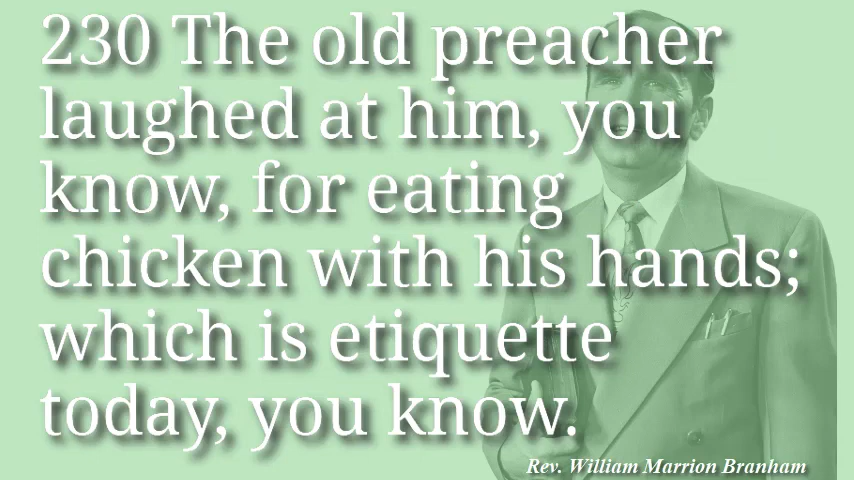 230 The old preacher
laughed at him, you
know, for eating
chicken with his hands;
which is etiquette
today, you know.
Rev. William Marrion Branham